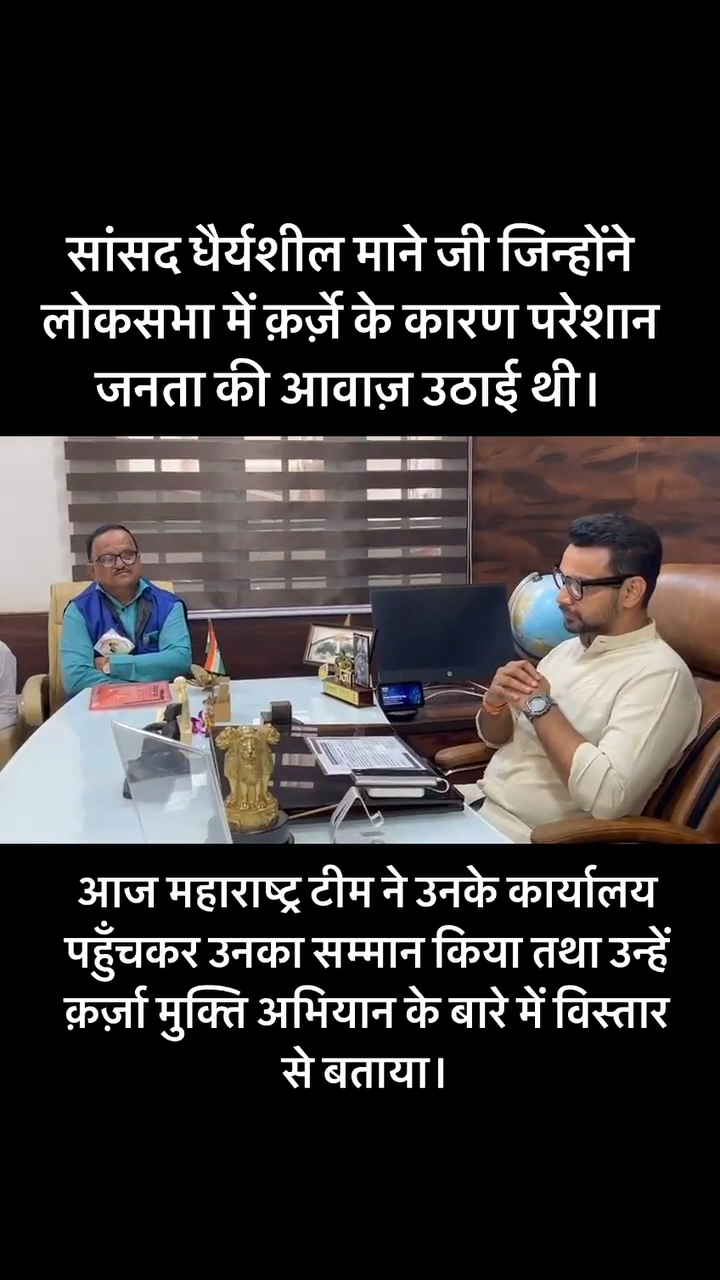 सांसद धैर्यशील माने जी जिन्होंने
लोकसभा में क़र्ज़े के कारण परेशान
जनता की आवाज़ उठाई थी।
आज महाराष्ट्र टीम ने उनके कार्यालय
पहुँचकर उनका सम्मान किया तथा उन्हें
क़र्ज़ा मुक्ति अभियान के बारे में विस्तार
से बताया।